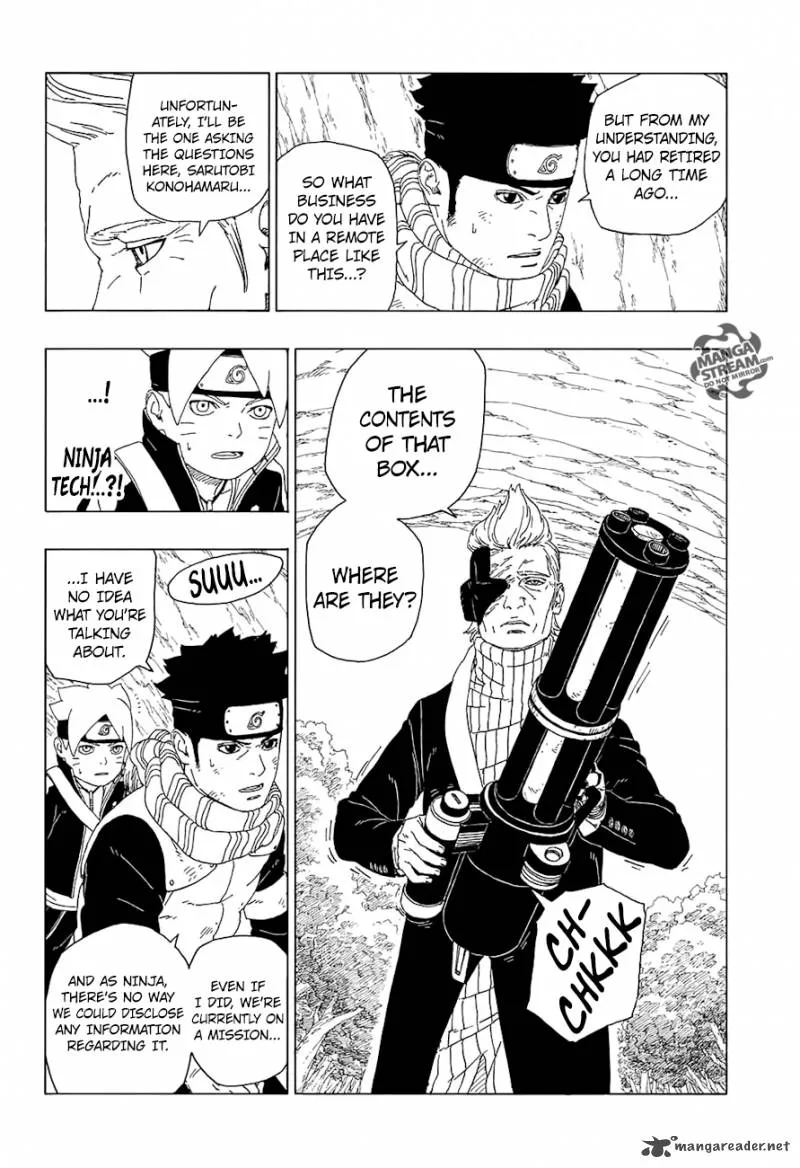 BUT FROM MY
UNDERSTANDING,
YOU HAD RETIRED
A LONG TIME
AGO...
SO WHAT
BUSINESS
DO YOU HAVE
IN A REMOTE
PLACE LIKE
THIS...?
UNFORTUN-
ATELY, I'LL BE
THE ONE ASKING
THE QUESTIONS
HERE, SARUTOBI
KONOHAMARU...
MANGA
STREAM.com
DO NOT MIRROR
THE
CONTENTS
OF THAT
BOX...
WHERE
ARE THEY?
CH-
CHKKK
...!
NINJA
TECH!...?!
SUUU...
...I HAVE
NO IDEA
WHAT YOU'RE
TALKING
ABOUT.
EVEN IF
I DID, WE'RE
CURRENTLY ON
A MISSION...
AND AS NINJA,
THERE'S NO WAY
WE COULD DISCLOSE
ANY INFORMATION
REGARDING IT.
mangareader.net